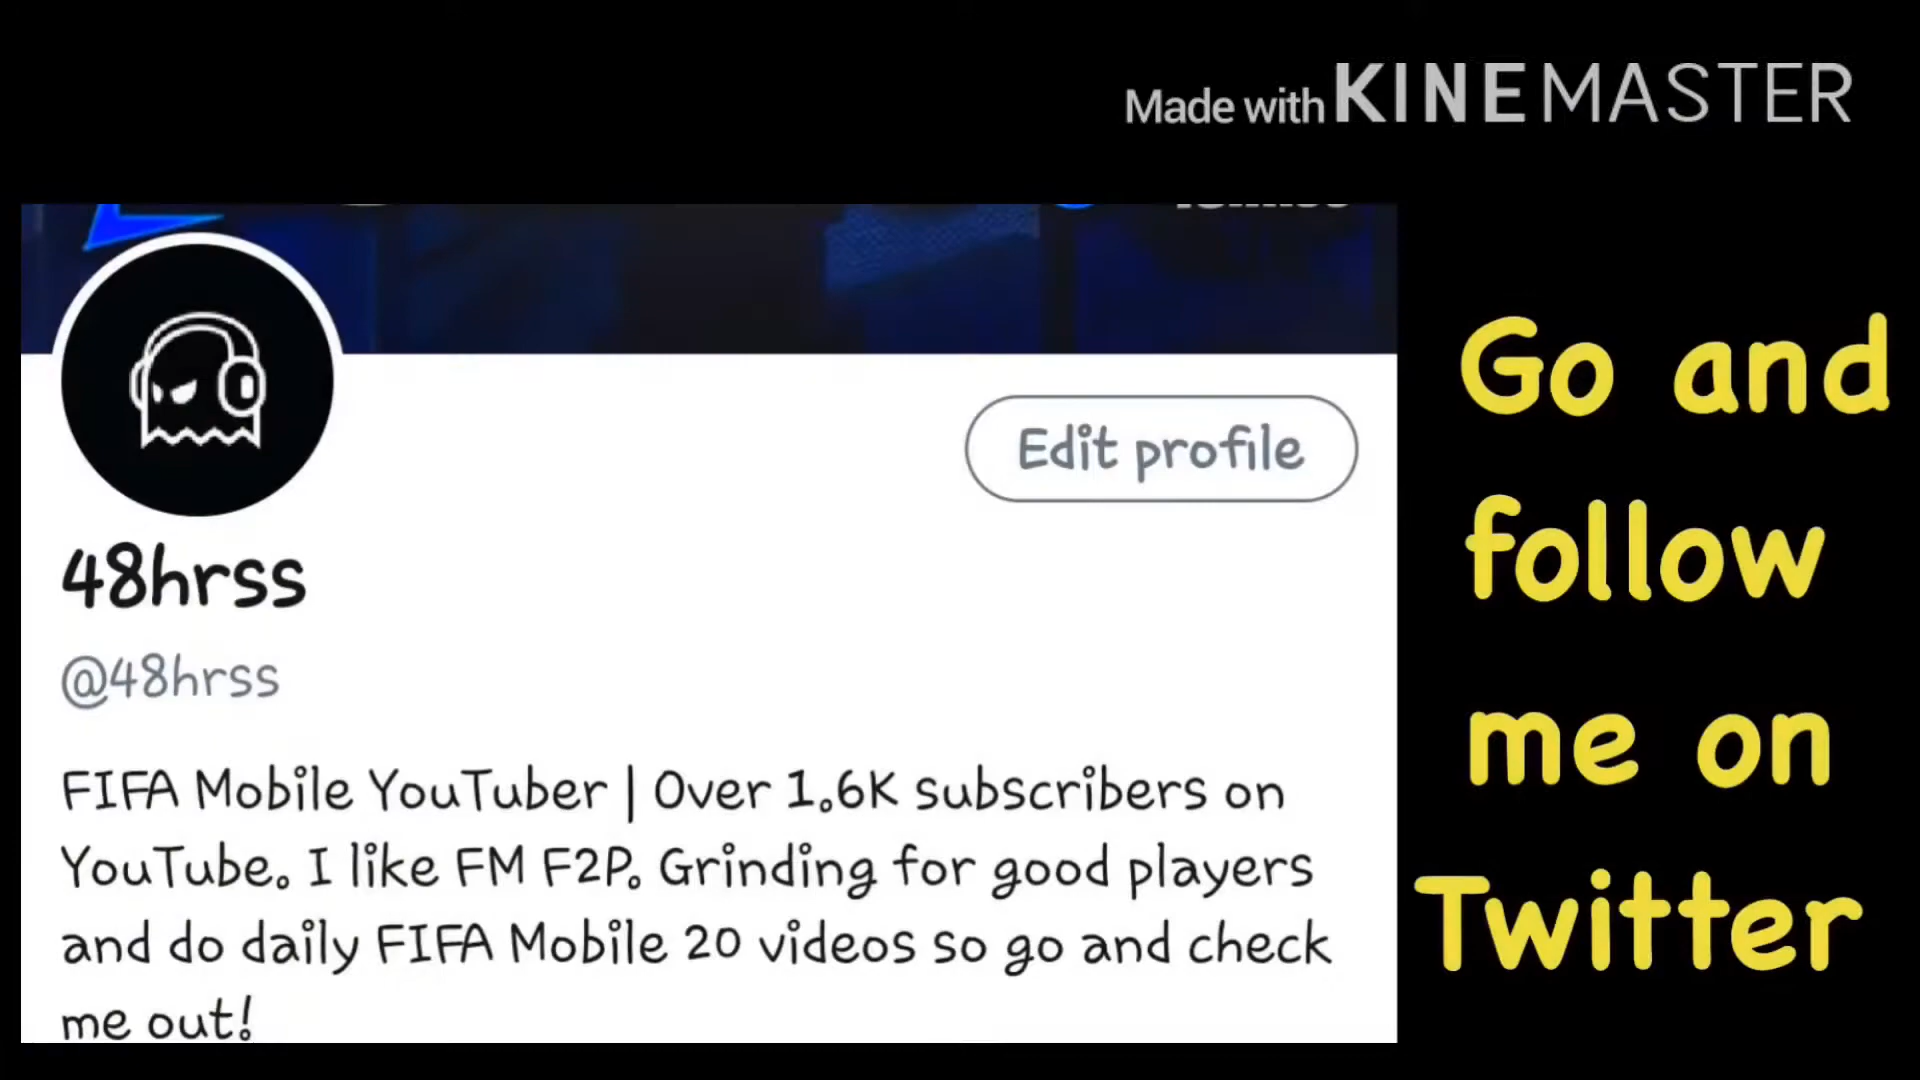 Made with KINEMASTER
Edit profile
48hrss
@48hrss
FIFA Mobile YouTuber | Over 1.6K subscribers on
YouTube. I like FM F2P. Grinding for good players
and do daily FIFA Mobile 20 videos so go and check
me out!
Go and
follow
me on
Twitter